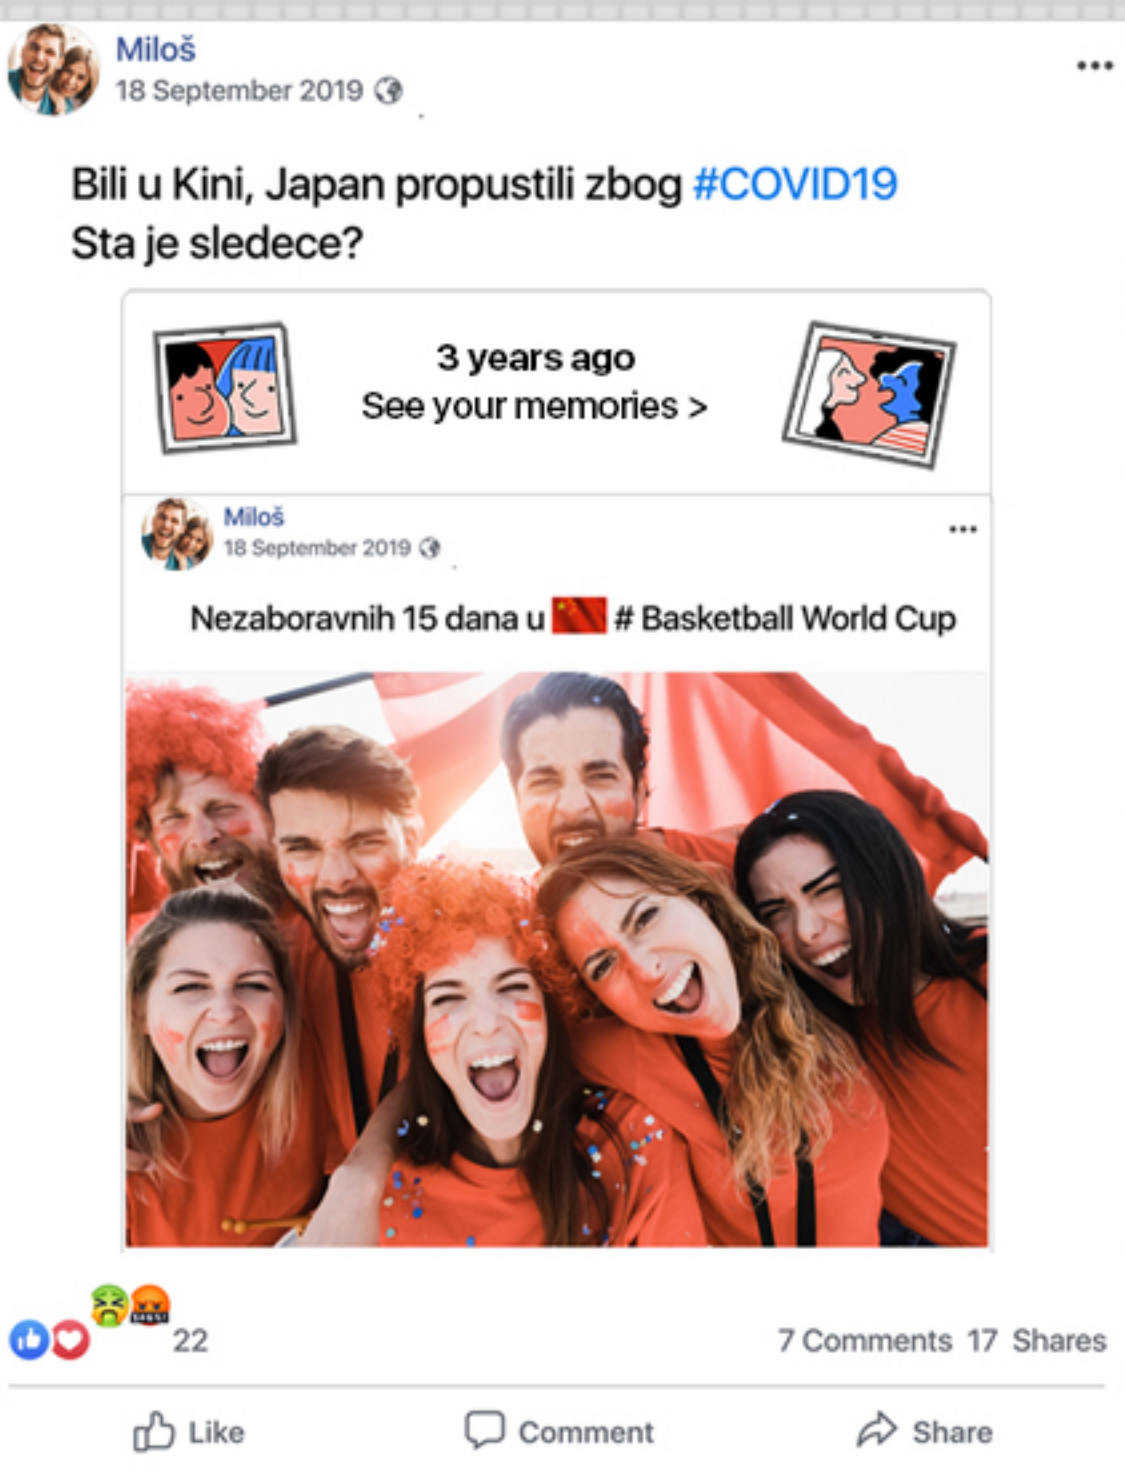 Miloš
18 September 2019
Bili u Kini, Japan propustili zbog #COVID19
Sta je sledece?
3 years ago
See your memories >
Miloš
18 September 2019
Nezaboravnih 15 dana u # Basketball World Cup
22
7 Comments 17 Shares
Like Comment Share